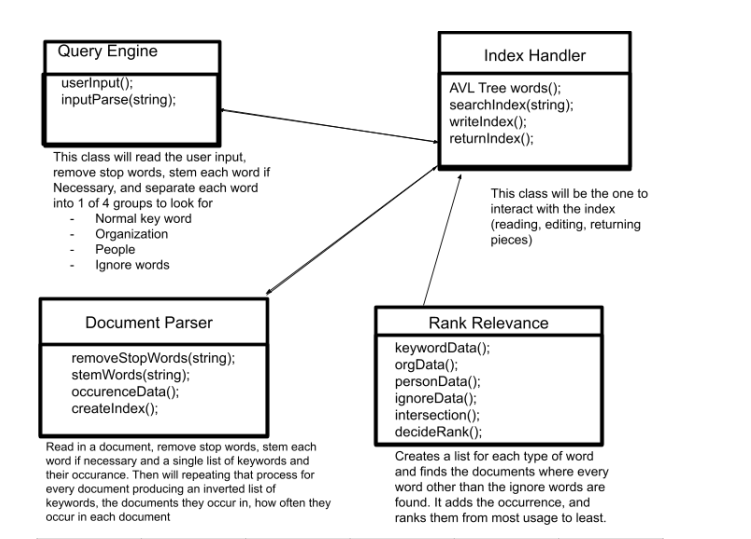 Query Engine
userInput();
inputParse(string);
This class will read the user input,
remove stop words, stem each word if
Necessary, and separate each word
into 1 of 4 groups to look for
- Normal key word
- Organization
- People
- Ignore words
Index Handler
AVL Tree words();
searchIndex(string);
writeIndex();
returnIndex();
This class will be the one to
interact with the index
(reading, editing, returning
pieces)
Document Parser
removeStopWords(string);
stemWords(string);
occurenceData();
createIndex();
Read in a document, remove stop words, stem each
word if necessary and a single list of keywords and
their occurance. Then will repeating that process for
every document producing an inverted list of
keywords, the documents they occur in, how often they
occur in each document
Rank Relevance
keywordData();
orgData();
personData();
ignoreData();
intersection();
decideRank();
Creates a list for each type of word
and finds the documents where every
word other than the ignore words are
found. It adds the occurrence, and
ranks them from most usage to least.